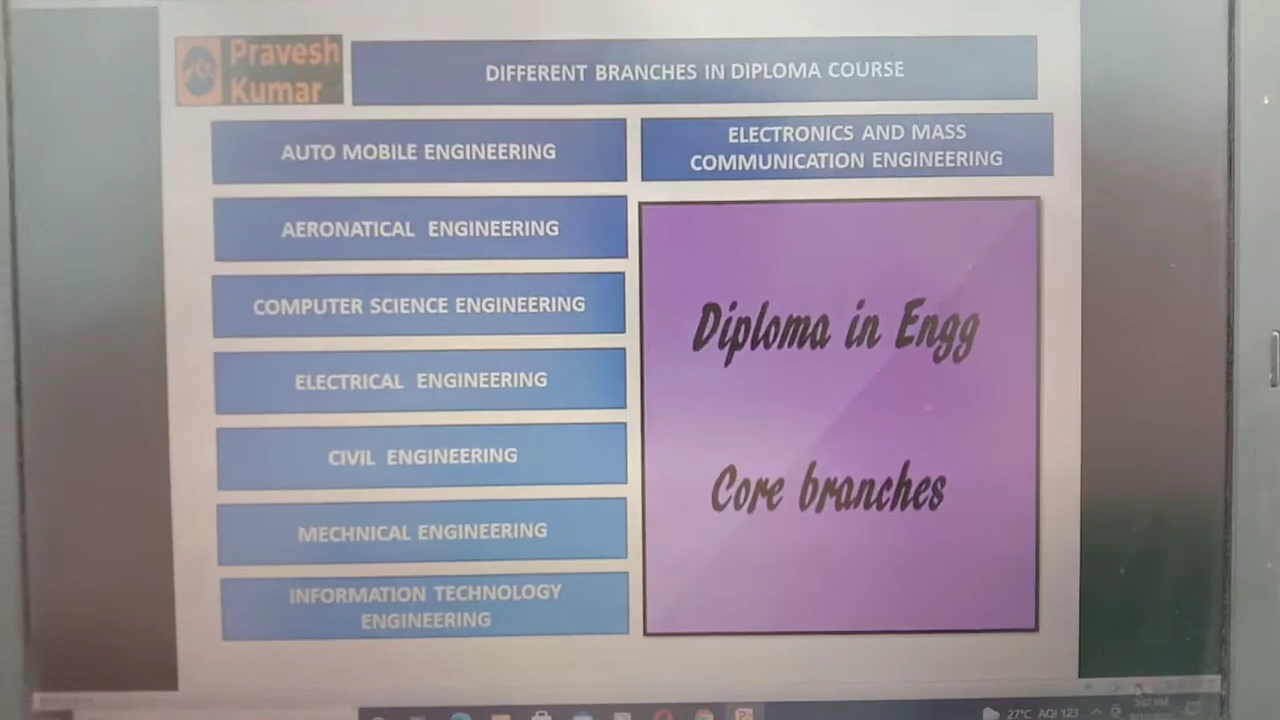 Pravesh
Kumar
DIFFERENT BRANCHES IN DIPLOMA COURSE
AUTO MOBILE ENGINEERING
AERONATICAL ENGINEERING
COMPUTER SCIENCE ENGINEERING
ELECTRICAL ENGINEERING
CIVIL ENGINEERING
MECHNICAL ENGINEERING
INFORMATION TECHNOLOGY
ENGINEERING
ELECTRONICS AND MASS
COMMUNICATION ENGINEERING
Diploma in Engg
Core branches
27°C AQI 123